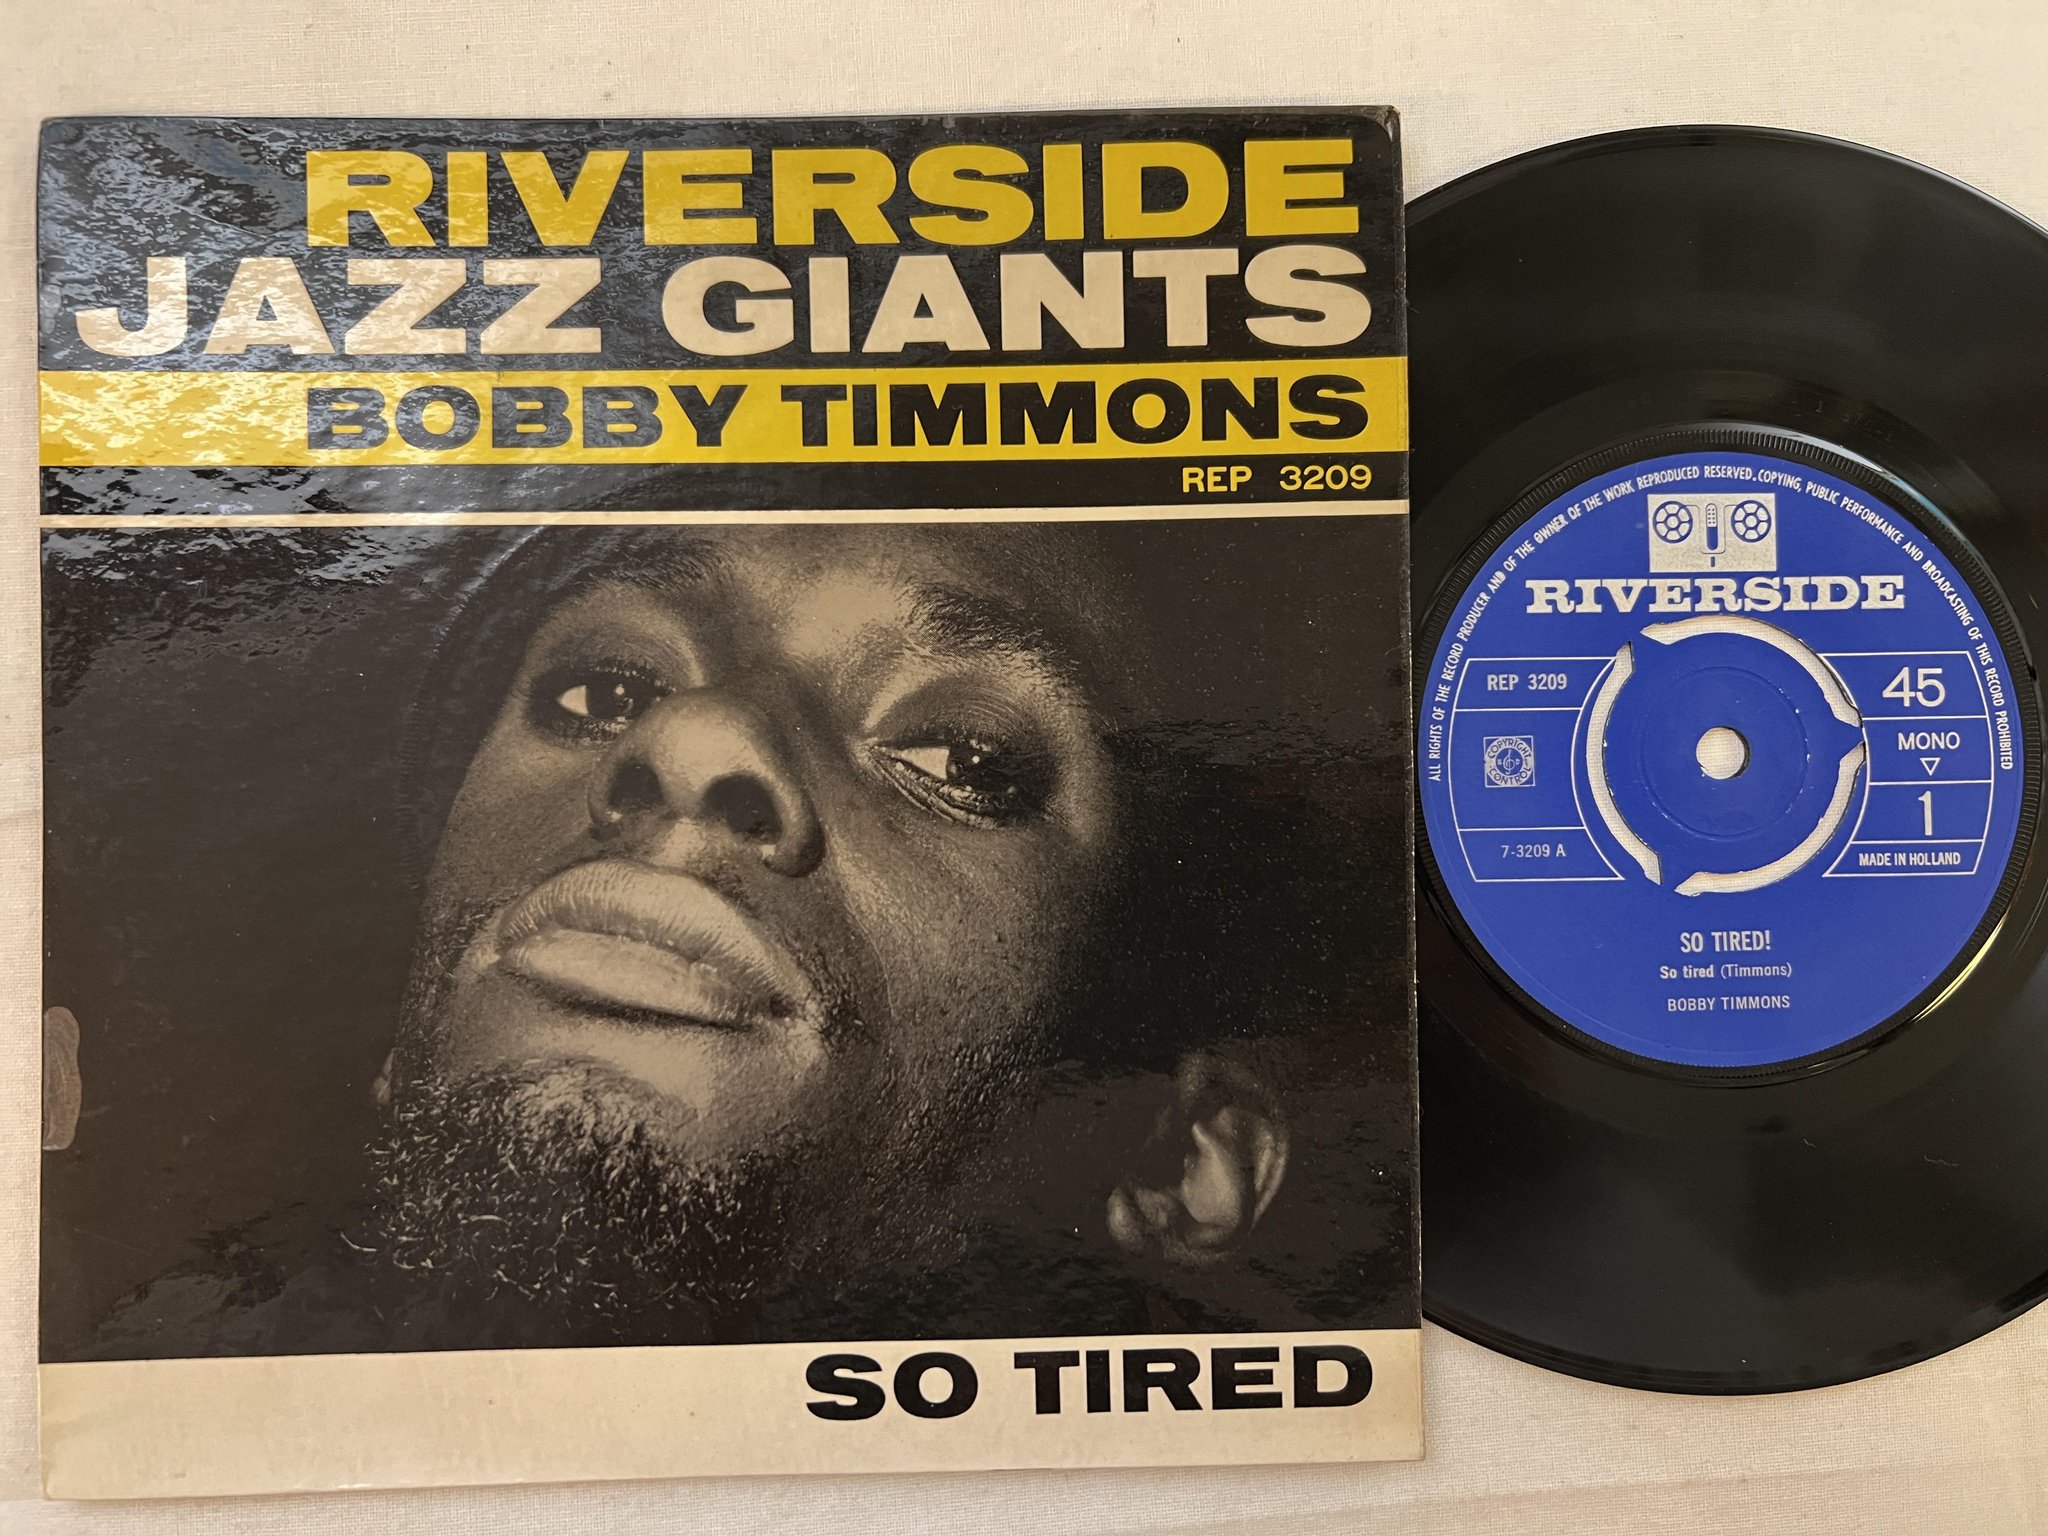 RIVERSIDE
JAZZ GIANTS
BOBBY TIMMONS
REP 3209
SO TIRED
ALL RIGHTS OF THE RECORD PRODUCER AND OF THE OWNER OF THE WORK REPRODUCED RESERVED. COPYING, PUBLIC PERFORMANCE AND BROADCASTING OF THIS RECORD PROHIBITED
RIVERSIDE
REP 3209
COPYRIGHT
CONTROL
7-3209 A
45
MONO
1
MADE IN HOLLAND
SO TIRED!
So tired (Timmons)
BOBBY TIMMONS